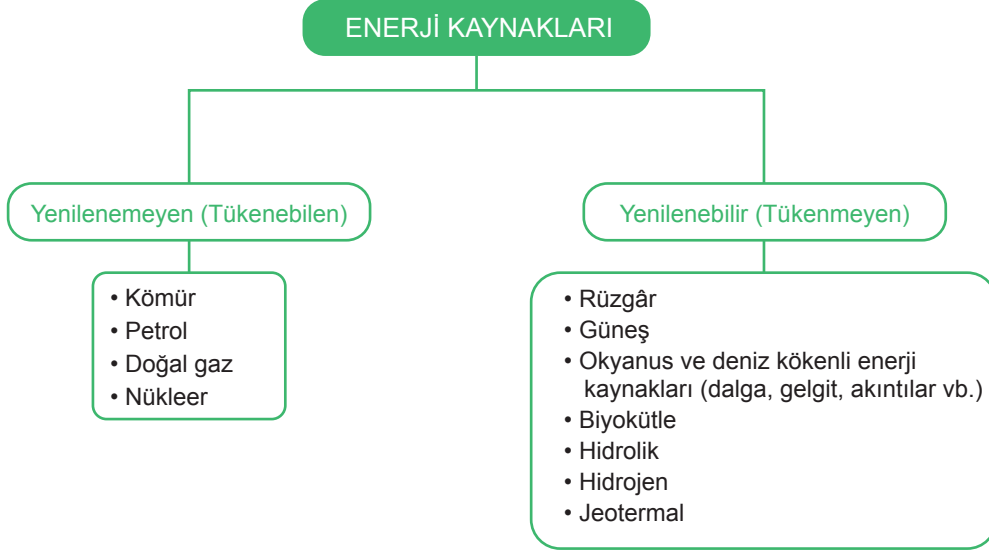 ENERJİ KAYNAKLARI
Yenilenemeyen (Tükenebilen)
• Kömür
• Petrol
• Doğal gaz
• Nükleer
Yenilenebilir (Tükenmeyen)
• Rüzgâr
• Güneş
• Okyanus ve deniz kökenli enerji
kaynakları (dalga, gelgit, akıntılar vb.)
• Biyokütle
• Hidrolik
• Hidrojen
• Jeotermal